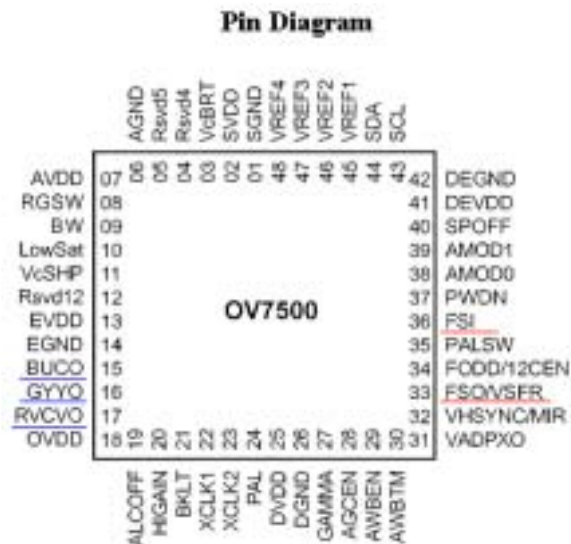 Pin Diagram
AGND
Rsvd5
Rsvd4
VcBRT
SVDD
SGND
VREF4
VREF3
VREF2
VREF1
SDA
SCL
06 05 04 03 02 01 48 47 46 45 44 43
AVDD 07
RGSW 08
BW 09
LowSat 10
VcSHP 11
Rsvd12 12
EVDD 13
EGND 14
BUCO 15
GYYO 16
RVCVO 17
OVDD 18
OV7500
42 DEGND
41 DEVDD
40 SPOFF
39 AMOD1
38 AMOD0
37 PWDN
36 FSI
35 PALSW
34 FODD/12CEN
33 FSO/VSFR
32 VHSYNC/MIR
31 VADPXO
19 20 21 22 23 24 25 26 27 28 29 30
ALCOFF
HIGAIN
BKLT
XCLK1
XCLK2
PAL
DVDD
DGND
GAMMA
AGCEN
AWBEN
AWBTM